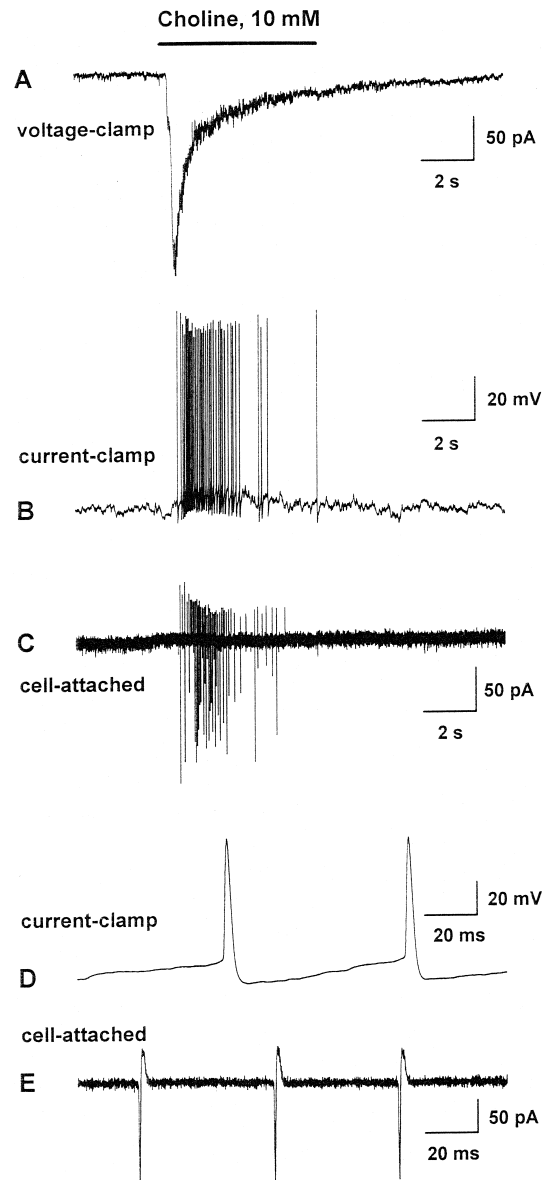 Choline, 10 mM
A
voltage-clamp
50 pA
2 s
20 mV
2 s
current-clamp
B
C
cell-attached
50 pA
2 s
current-clamp
20 mV
20 ms
D
cell-attached
E
50 pA
20 ms